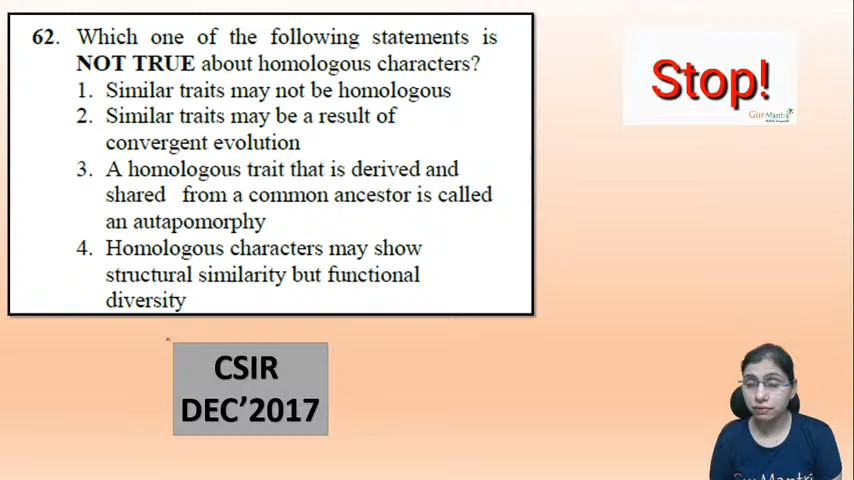 62. Which one of the following statements is
NOT TRUE about homologous characters?
1. Similar traits may not be homologous
2. Similar traits may be a result of
convergent evolution
3. A homologous trait that is derived and
shared from a common ancestor is called
an autapomorphy
4. Homologous characters may show
structural similarity but functional
diversity
Stop!
GurMantri
CSIR
DEC'2017
GurMantri